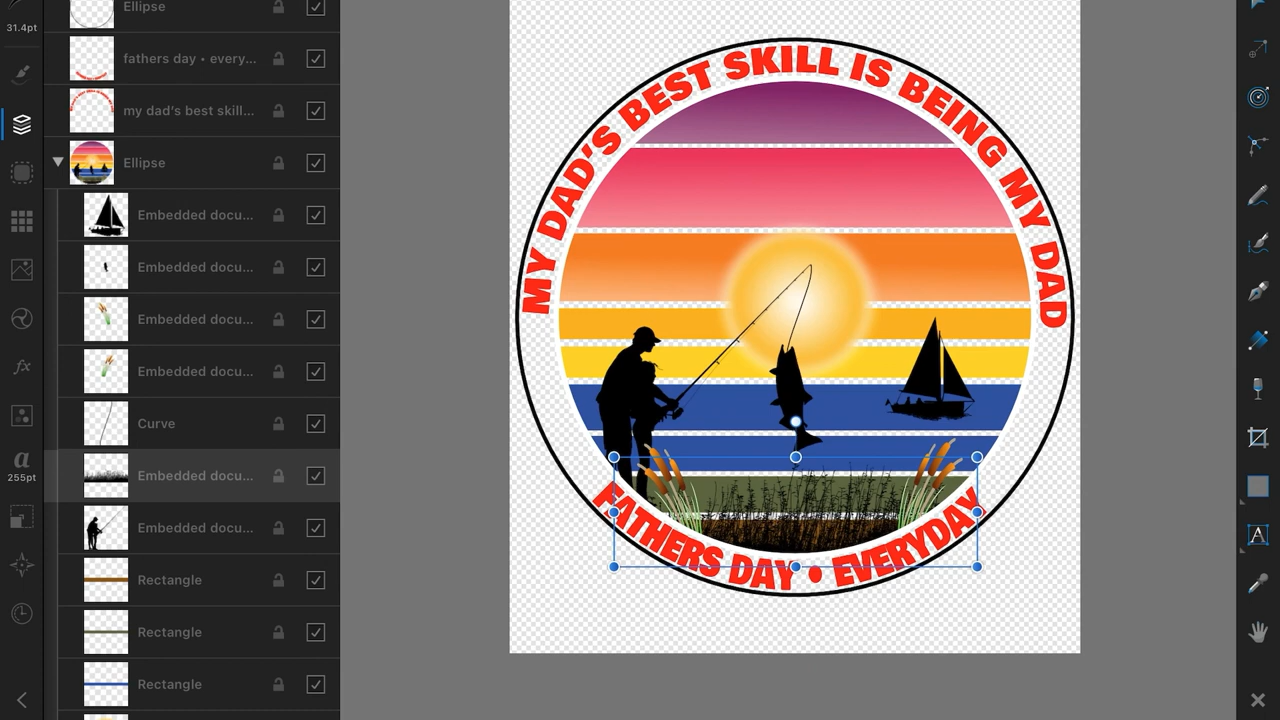 31.4pt
255pt
Ellipse
fathers day • every...
my dad's best skill...
Ellipse
Embedded docu...
Embedded docu...
Embedded docu...
Embedded docu...
Curve
Embedded docu...
Embedded docu...
Rectangle
Rectangle
Rectangle
MY DAD'S BEST SKILL IS BEING MY DAD
FATHERS DAY • EVERYDAY
fx
a
A